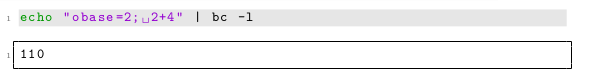 1 echo "obase=2;␣2+4" | bc -l
1 110